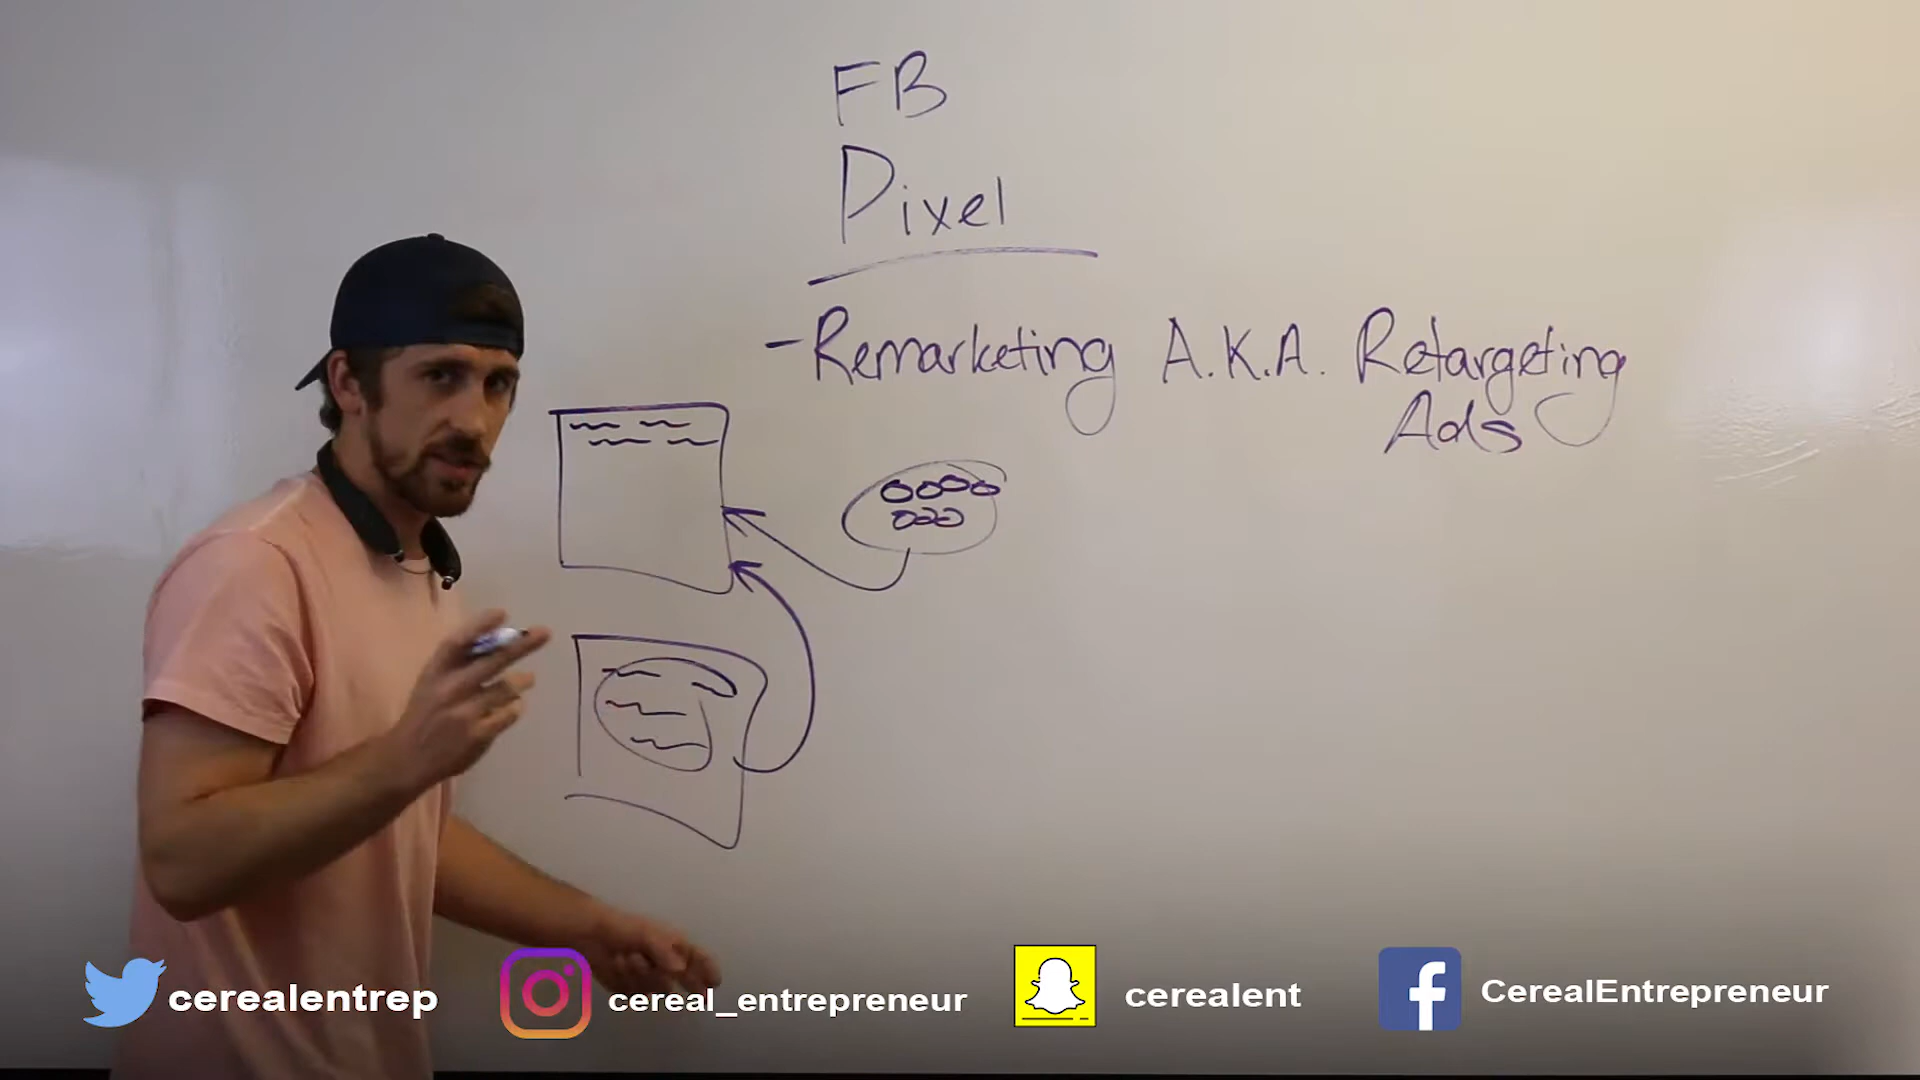 FB
Pixel
- Remarketing A.K.A. Retargeting
Ads
cerealentrep
cereal_entrepreneur
cerealent
CerealEntrepreneur